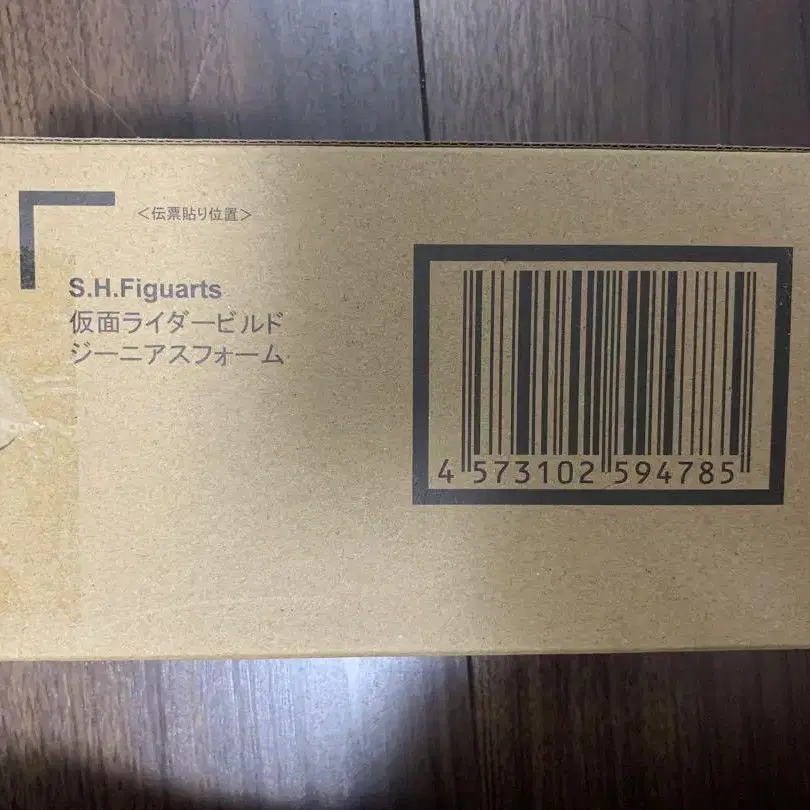 ＜伝票貼り位置＞
S.H.Figuarts
仮面ライダービルド
ジーニアスフォーム
4 573102 594785